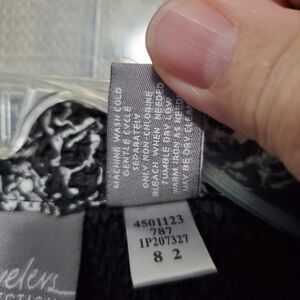 MACHINE WASH COLD
GENTLE CYCLE
SEPARATELY
ONLY NON-CHLORINE
BLEACH WHEN NEEDED
TUMBLE DRY LOW
WARM IRON AS NEEDED
MAY BE DRY CLEANED
4501123
787
1P207327
8 2